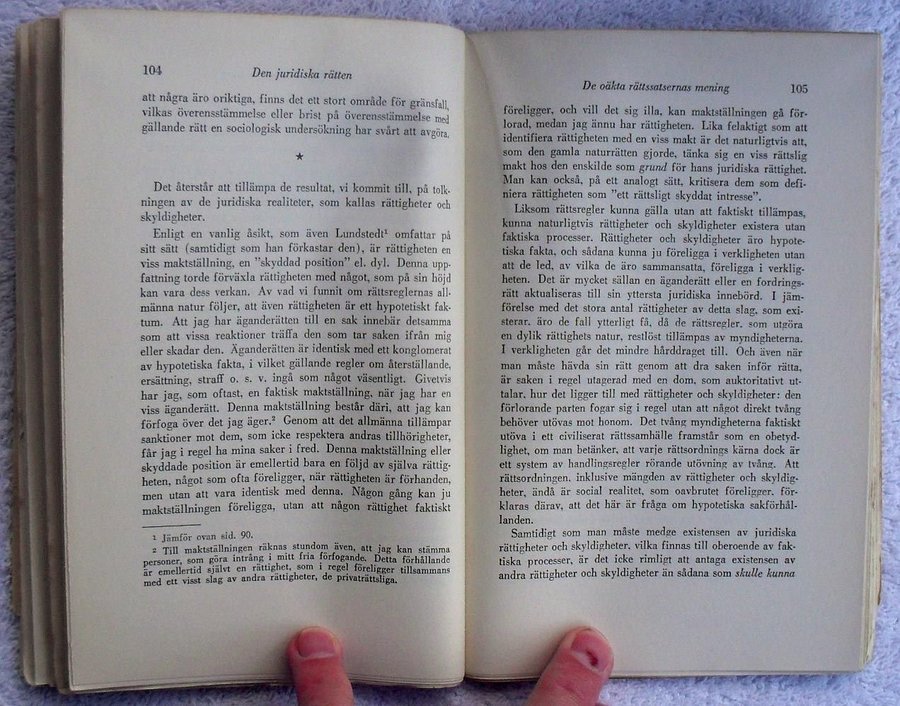 104
Den juridiska rätten
att några äro oriktiga, finns det ett stort område för gränsfall,
vilkas överensstämmelse eller brist på överensstämmelse med
gällande rätt en sociologisk undersökning har svårt att avgöra.
★
Det återstår att tillämpa de resultat, vi kommit till, på tolk-
ningen av de juridiska realiteter, som kallas rättigheter och
skyldigheter.
Enligt en vanlig åsikt, som även Lundstedt¹ omfattar på
sitt sätt (samtidigt som han förkastar den), är rättigheten en
viss maktställning, en ”skyddad position” el. dyl. Denna upp-
fattning torde förväxla rättigheten med något, som på sin höjd
kan vara dess verkan. Av vad vi funnit om rättsreglernas all-
männa natur följer, att även rättigheten är ett hypotetiskt fak-
tum. Att jag har äganderätten till en sak innebär detsamma
som att vissa reaktioner träffa den som tar saken ifrån mig
eller skadar den. Äganderätten är identisk med ett konglomerat
av hypotetiska fakta, i vilket gällande regler om återställande,
ersättning, straff o. s. v. ingå som något väsentligt. Givetvis
har jag, som oftast, en faktisk maktställning, när jag har en
viss äganderätt. Denna maktställning består däri, att jag kan
förfoga över det jag äger.² Genom att det allmänna tillämpar
sanktioner mot dem, som icke respektera andras tillhörigheter,
får jag i regel ha mina saker i fred. Denna maktställning eller
skyddade position är emellertid bara en följd av själva rättig-
heten, något som ofta föreligger, när rättigheten är förhanden,
men utan att vara identisk med denna. Någon gång kan ju
maktställningen föreligga, utan att någon rättighet faktiskt
¹ Jämför ovan sid. 90.
² Till maktställningen räknas stundom även, att jag kan stämma
personer, som göra intrång i mitt fria förfogande. Detta förhållande
är emellertid självt en rättighet, som i regel föreligger tillsammans
med ett visst slag av andra rättigheter, de privaträttsliga.
De oäkta rättssatsernas mening
105
föreligger, och vill det sig illa, kan maktställningen gå för-
lorad, medan jag ännu har rättigheten. Lika felaktigt som att
identifiera rättigheten med en viss makt är det naturligtvis att,
som den gamla naturrätten gjorde, tänka sig en viss rättslig
makt hos den enskilde som grund för hans juridiska rättighet.
Man kan också, på ett analogt sätt, kritisera dem som defi-
niera rättigheten som ”ett rättsligt skyddat intresse”.
Liksom rättsregler kunna gälla utan att faktiskt tillämpas,
kunna naturligtvis rättigheter och skyldigheter existera utan
faktiska processer. Rättigheter och skyldigheter äro hypote-
tiska fakta, och sådana kunna ju föreligga i verkligheten utan
att de led, av vilka de äro sammansatta, föreligga i verklig-
heten. Det är mycket sällan en äganderätt eller en fordrings-
rätt aktualiseras till sin yttersta juridiska innebörd. I jäm-
förelse med det stora antal rättigheter av detta slag, som exi-
sterar, äro de fall ytterligt få, då de rättsregler, som utgöra
en dylik rättighets natur, restlöst tillämpas av myndigheterna.
I verkligheten går det mindre hårddraget till. Och även när
man måste hävda sin rätt genom att dra saken inför rätta,
är saken i regel utagerad med en dom, som auktoritativt ut-
talar, hur det ligger till med rättigheter och skyldigheter: den
förlorande parten fogar sig i regel utan att något direkt tvång
behöver utövas mot honom. Det tvång myndigheterna faktiskt
utöva i ett civiliserat rättssamhälle framstår som en obetyd-
lighet, om man betänker, att varje rättsordnings kärna dock är
ett system av handlingsregler rörande utövning av tvång. Att
rättsordningen, inklusive mängden av rättigheter och skyldig-
heter, ändå är social realitet, som oavbrutet föreligger, för-
klaras därav, att det här är fråga om hypotetiska sakförhål-
landen.
Samtidigt som man måste medge existensen av juridiska
rättigheter och skyldigheter, vilka finnas till oberoende av fak-
tiska processer, är det icke rimligt att antaga existensen av
andra rättigheter och skyldigheter än sådana som skulle kunna